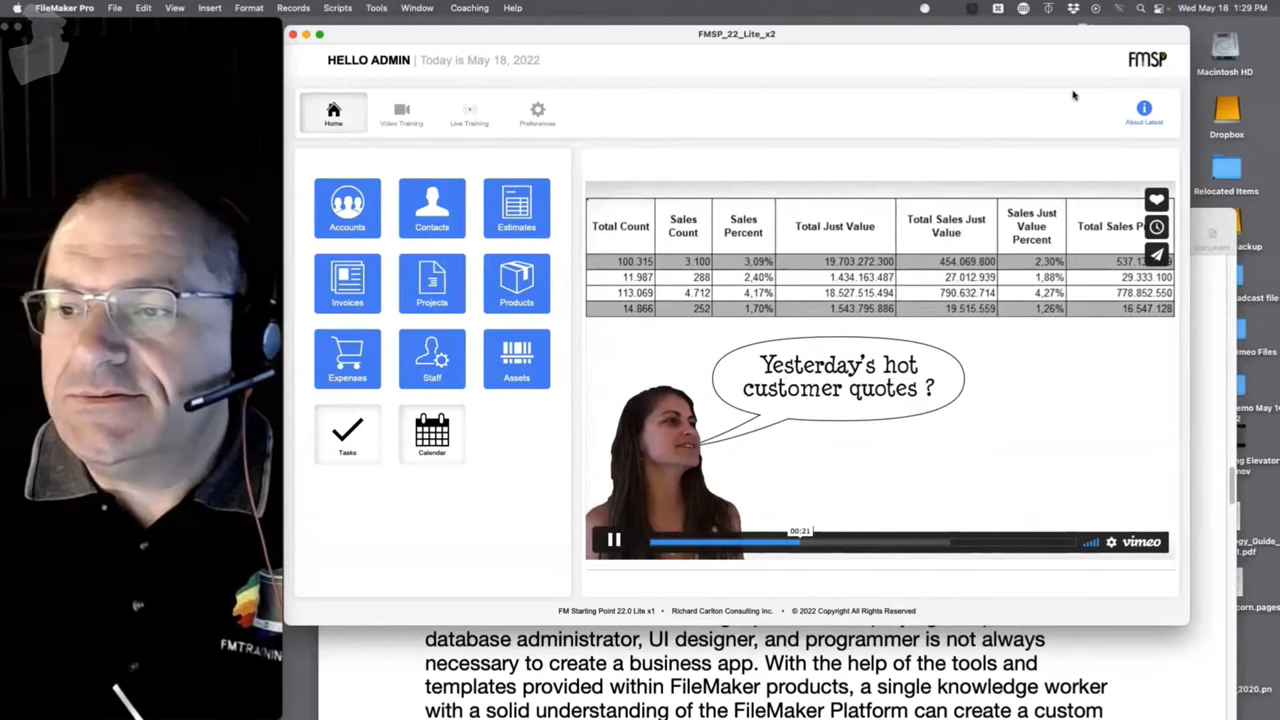 FileMaker Pro File Edit View Insert Format Records Scripts Tools Window Coaching Help Wed May 18 1:29 PM
FMSP_22_Lite_x2
HELLO ADMIN | Today is May 18, 2022
FMSP
Home
Video Training
Live Training
Preferences
About Latest
Accounts
Contacts
Estimates
Invoices
Projects
Products
Expenses
Staff
Assets
Tasks
Calendar
Total Count Sales Count Sales Percent Total Just Value Total Sales Just Value Sales Just Value Percent Total Sales
100.315 3.100 3,09% 19.703.272.300 454.069.800 2,30%
11.987 288 2,40% 1.434.163.487 27.012.939 1,88% 29.333.100
113.069 4.712 4,17% 18.527.515.494 790.632.714 4,27% 778.852.550
14.866 252 1,70% 1.543.795.886 19.515.559 1,26% 16.547.128
Yesterday's hot
customer quotes ?
00:21
vimeo
FM Starting Point 22.0 Lite x1 • Richard Carlton Consulting Inc. • © 2022 Copyright All Rights Reserved
database administrator, UI designer, and programmer is not always
necessary to create a business app. With the help of the tools and
templates provided within FileMaker products, a single knowledge worker
with a solid understanding of the FileMaker Platform can create a custom
Macintosh HD
Dropbox
Relocated Items
Document
FMTRAININ